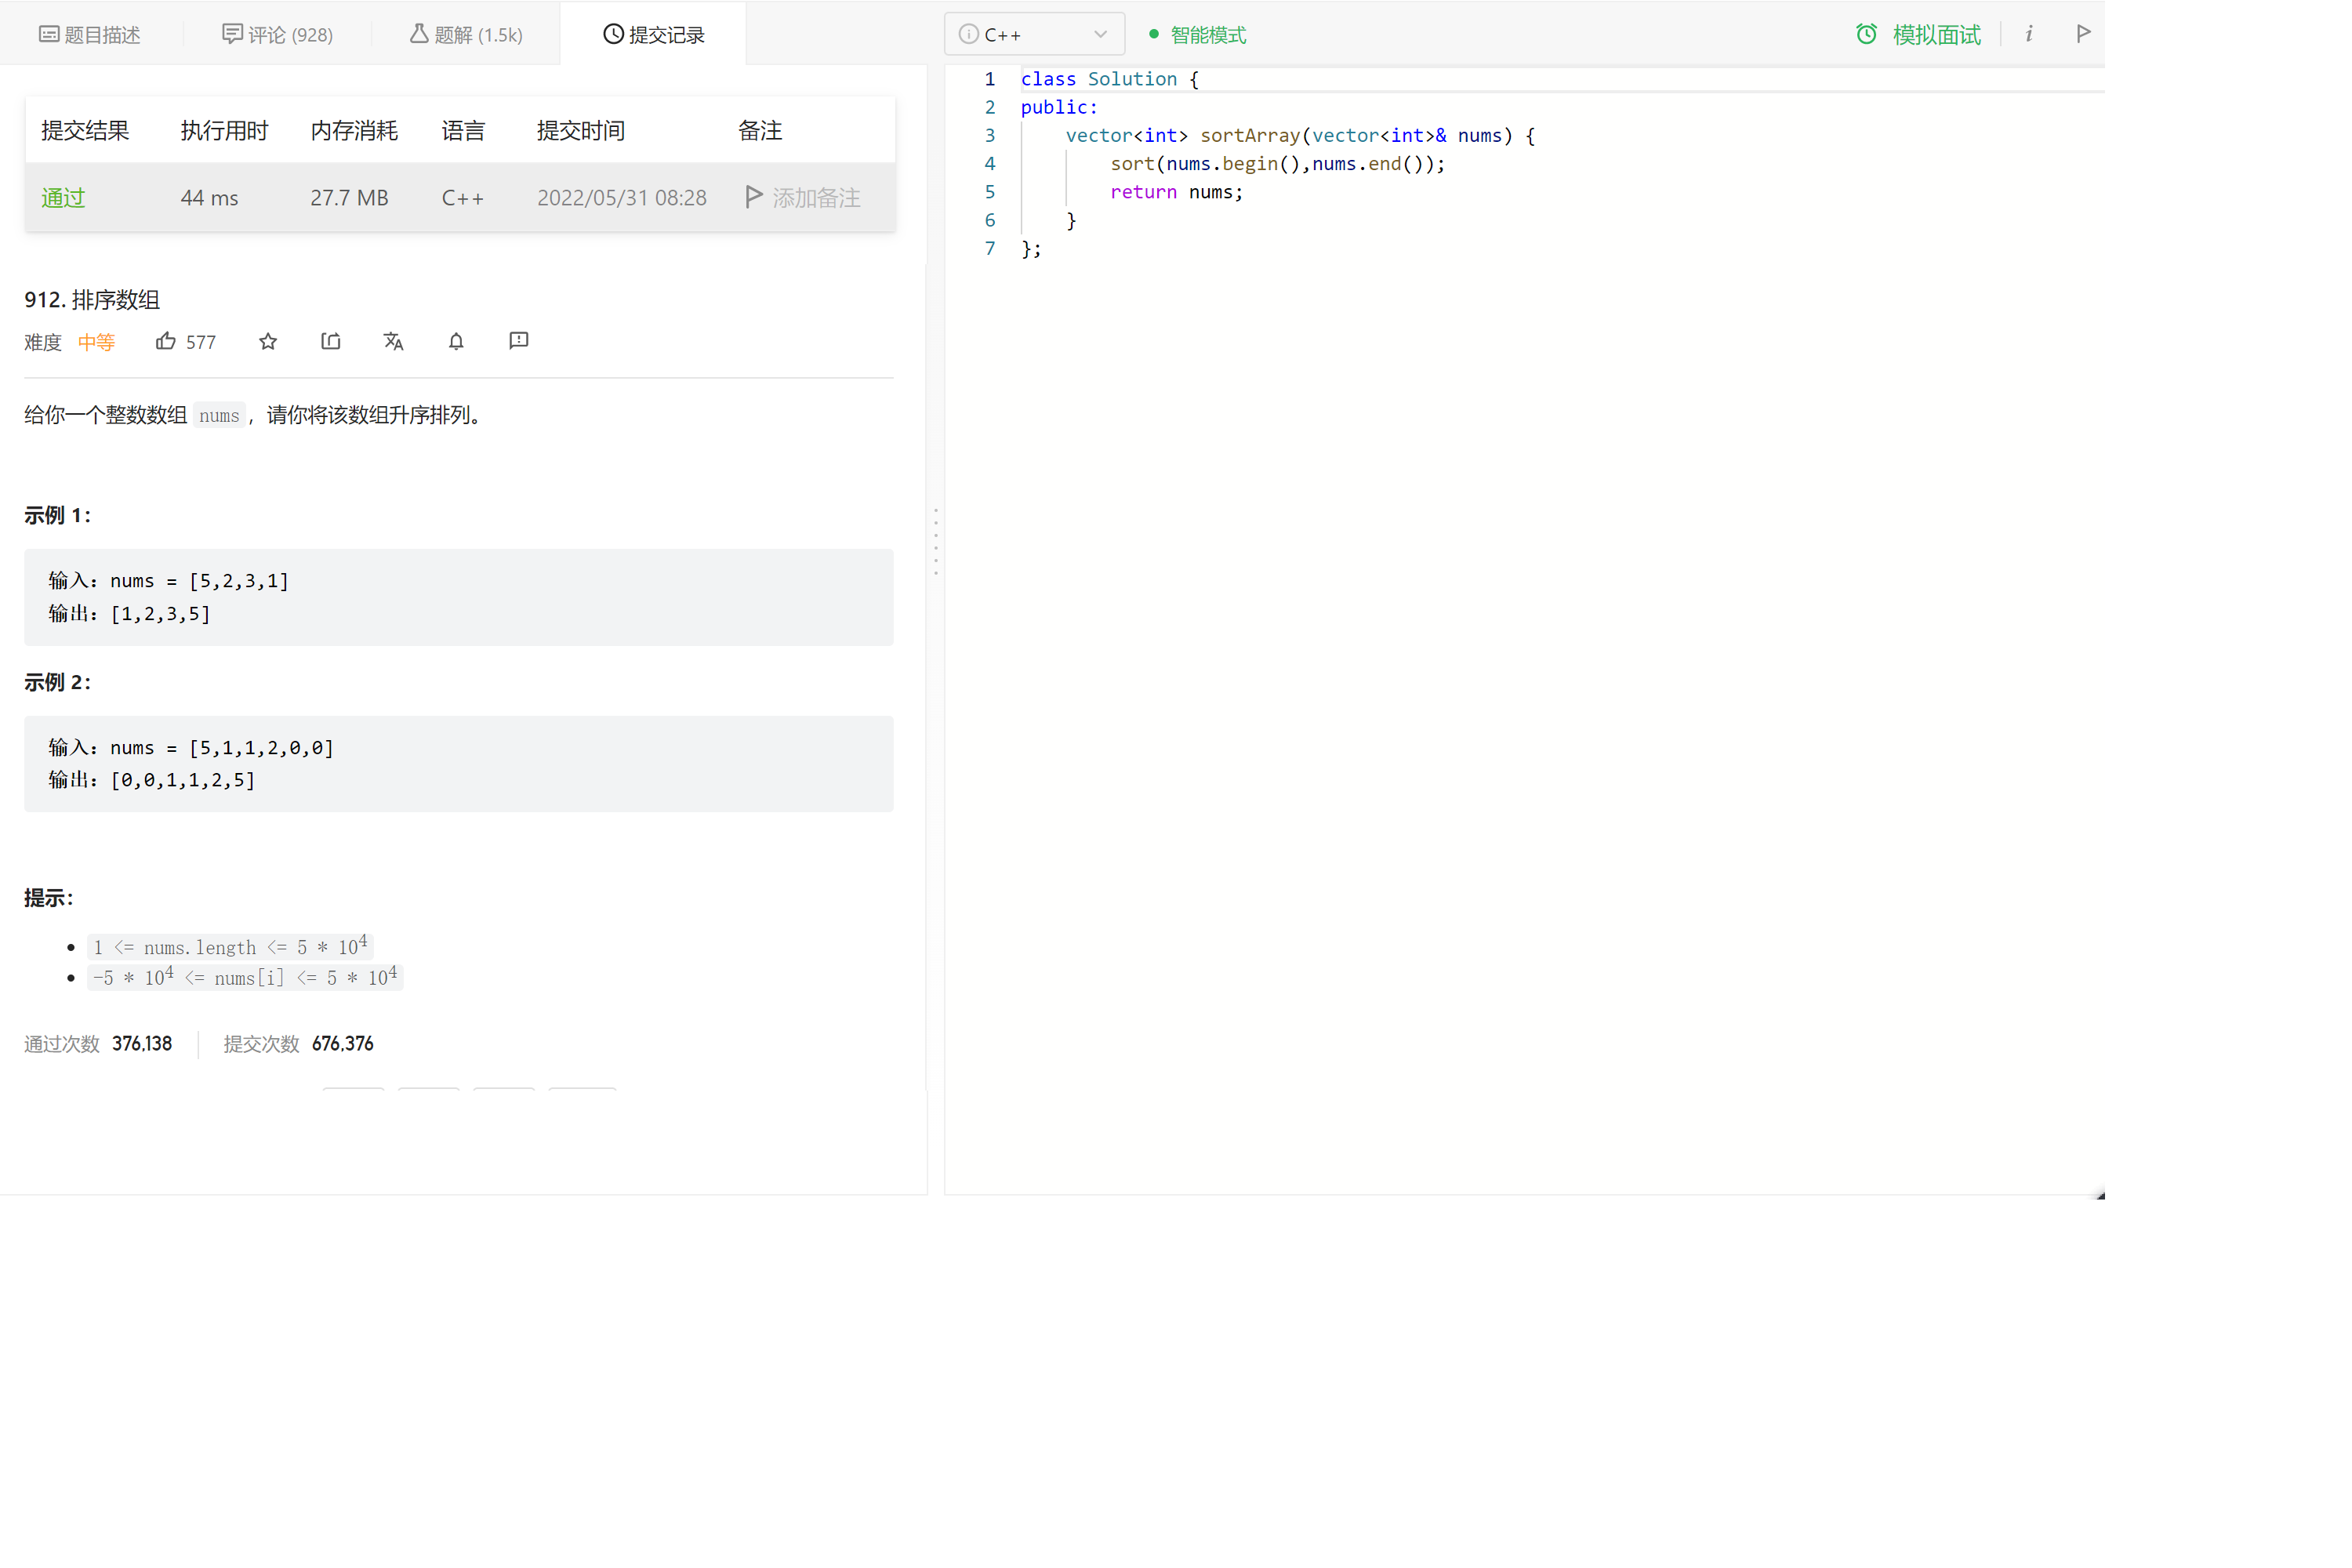 题目描述 评论 (928) 题解 (1.5k) 提交记录
提交结果 执行用时 内存消耗 语言 提交时间 备注
通过 44 ms 27.7 MB C++ 2022/05/31 08:28 添加备注
912. 排序数组
难度 中等 577
给你一个整数数组 nums，请你将该数组升序排列。
示例 1：
输入：nums = [5,2,3,1]
输出：[1,2,3,5]
示例 2：
输入：nums = [5,1,1,2,0,0]
输出：[0,0,1,1,2,5]
提示：
1 <= nums.length <= 5 * 10⁴
-5 * 10⁴ <= nums[i] <= 5 * 10⁴
通过次数 376,138 提交次数 676,376
C++ 智能模式 模拟面试 i
1 class Solution {
2 public:
3     vector<int> sortArray(vector<int>& nums) {
4         sort(nums.begin(),nums.end());
5         return nums;
6     }
7 };